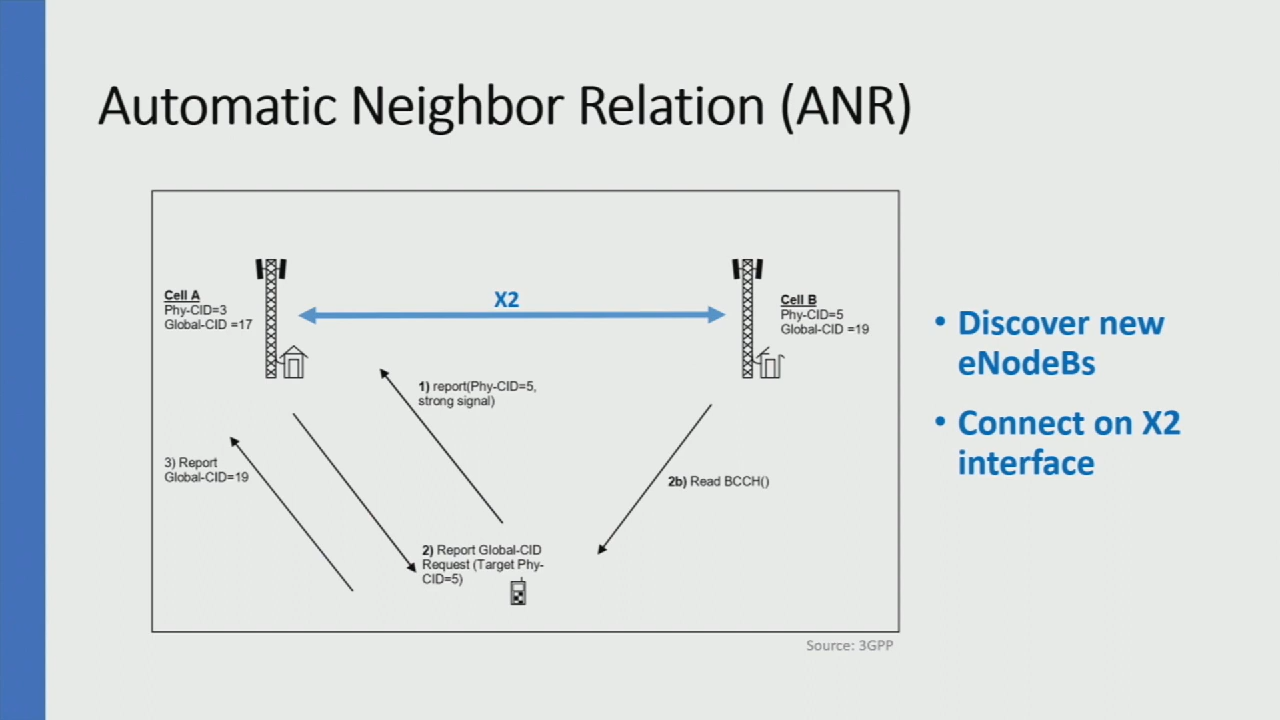 Automatic Neighbor Relation (ANR)
Cell A
Phy-CID=3
Global-CID =17
X2
Cell B
Phy-CID=5
Global-CID =19
1) report(Phy-CID=5,
strong signal)
3) Report
Global-CID=19
2b) Read BCCH()
2) Report Global-CID
Request (Target Phy-
CID=5)
Source: 3GPP
• Discover new
eNodeBs
• Connect on X2
interface